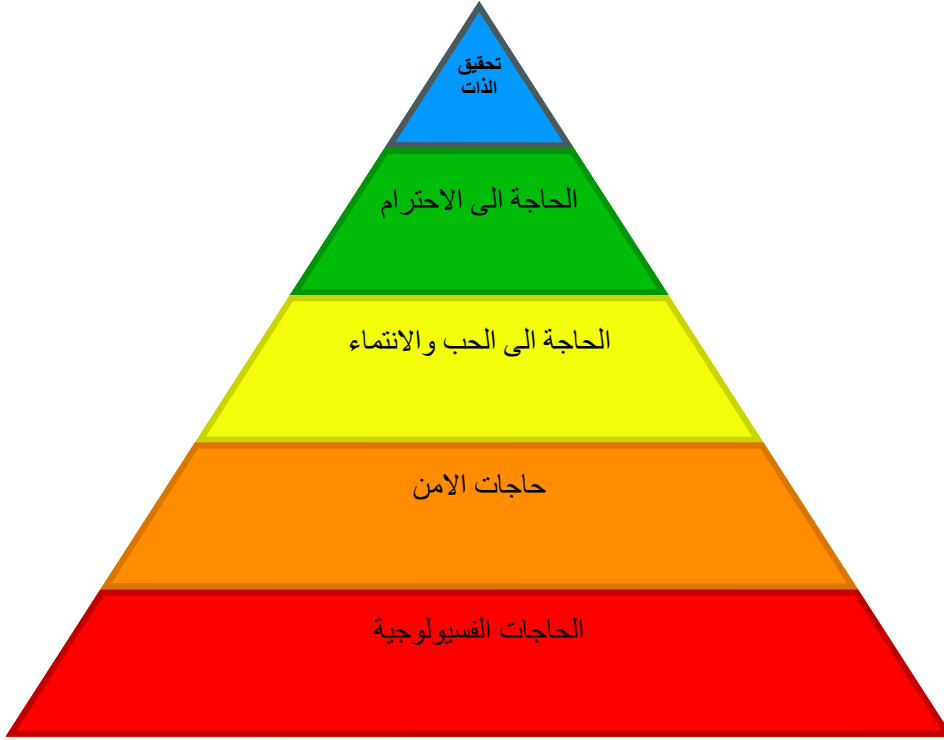 تحقيق
الذات
الحاجة الى الاحترام
الحاجة الى الحب والانتماء
حاجات الامن
الحاجات الفسيولوجية